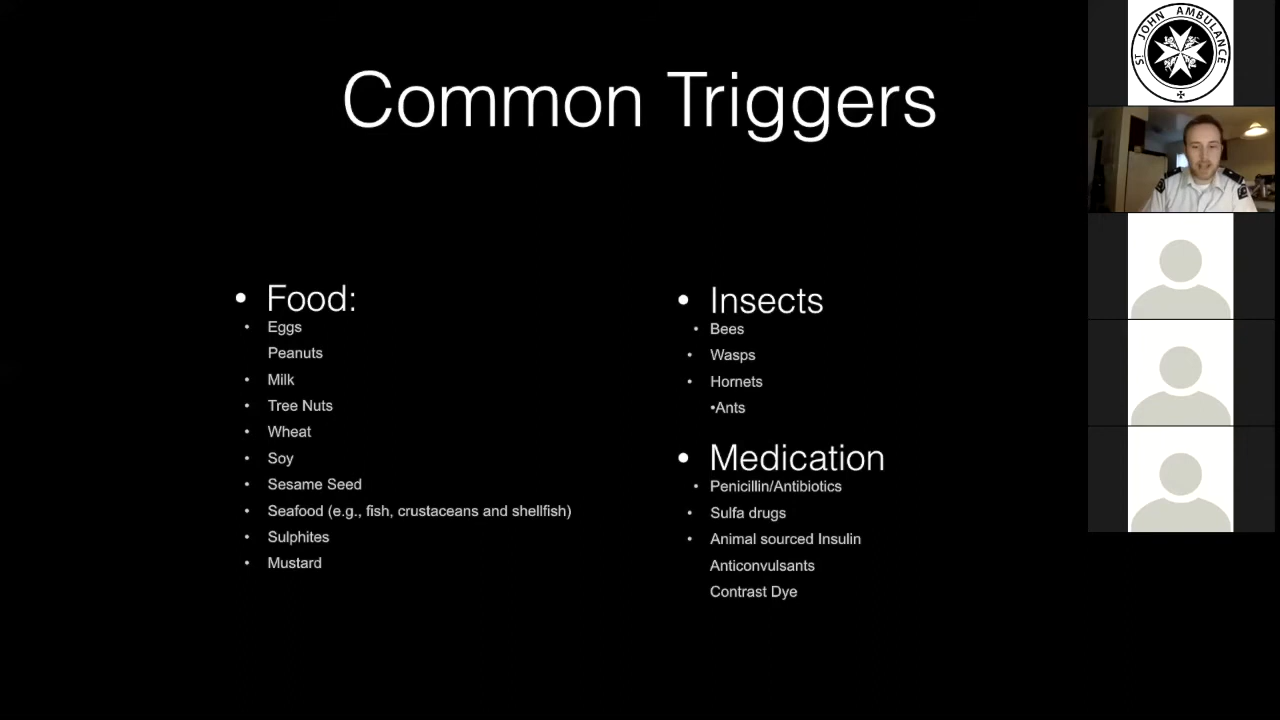 Common Triggers
• Food:
• Eggs
Peanuts
• Milk
• Tree Nuts
• Wheat
• Soy
• Sesame Seed
• Seafood (e.g., fish, crustaceans and shellfish)
• Sulphites
• Mustard
• Insects
• Bees
• Wasps
• Hornets
•Ants
• Medication
• Penicillin/Antibiotics
• Sulfa drugs
• Animal sourced Insulin
Anticonvulsants
Contrast Dye
ST. JOHN AMBULANCE